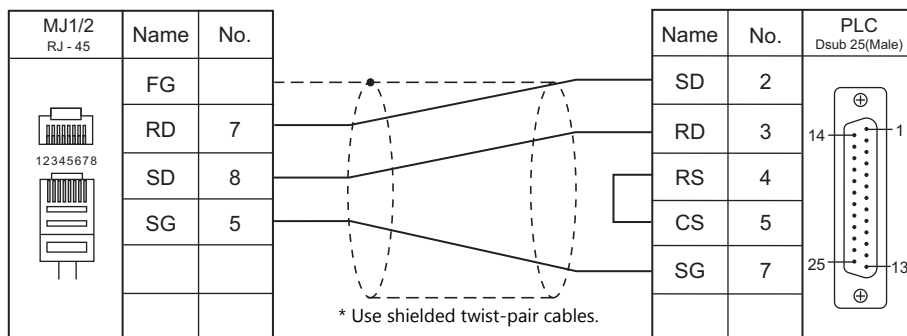 MJ1/2
RJ - 45
Name No.
FG
RD 7
SD 8
SG 5
12345678
* Use shielded twist-pair cables.
Name No.
SD 2
RD 3
RS 4
CS 5
SG 7
PLC
Dsub 25(Male)
14 1
25 13